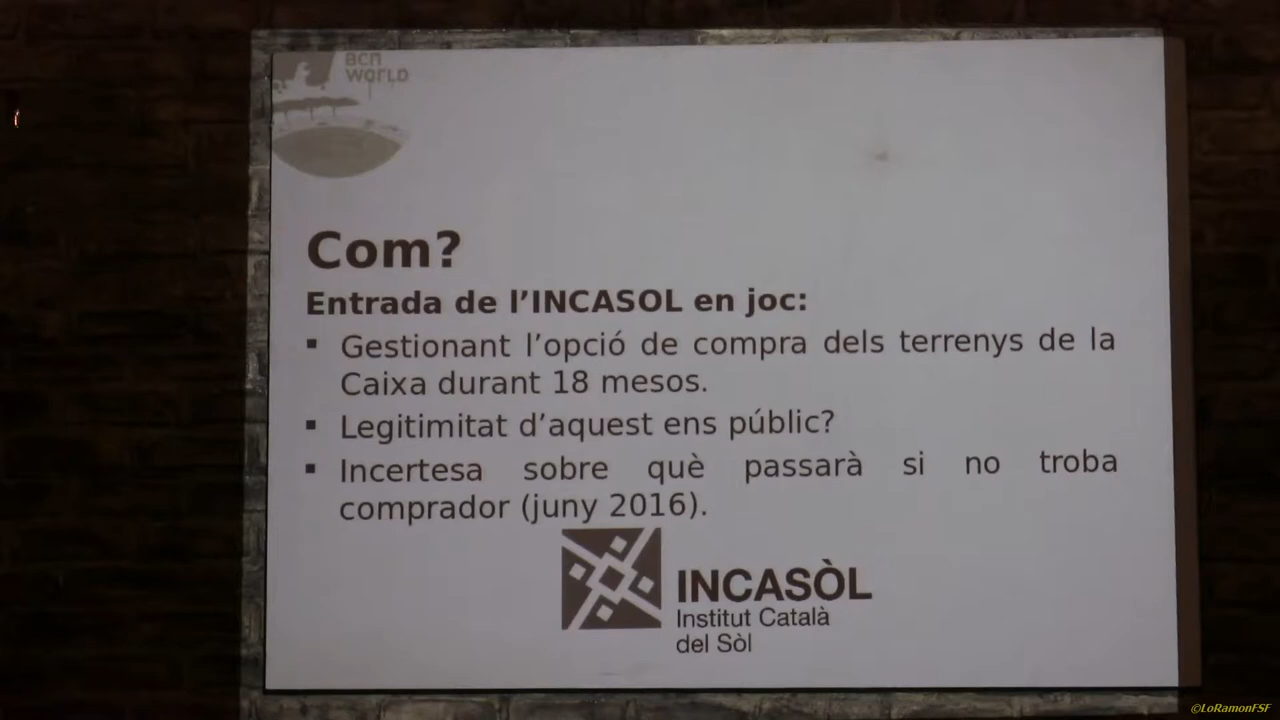 BCN
WORLD
Com?
Entrada de l’INCASOL en joc:
▪ Gestionant l’opció de compra dels terrenys de la
Caixa durant 18 mesos.
▪ Legitimitat d’aquest ens públic?
▪ Incertesa sobre què passarà si no troba
comprador (juny 2016).
INCASÒL
Institut Català
del Sòl
©LoRamonFSF